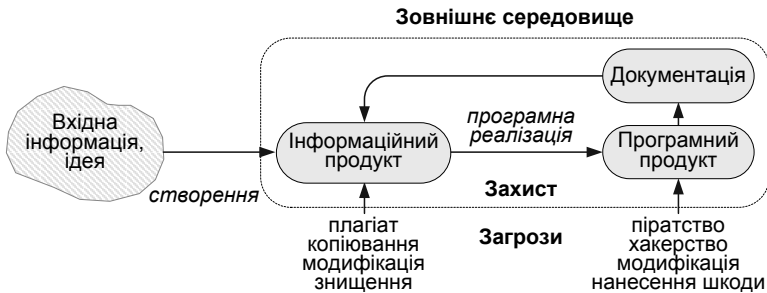 Зовнішнє середовище
Документація
Вхідна
інформація,
ідея
створення
Інформаційний
продукт
програмна
реалізація
Програмний
продукт
Захист
Загрози
плагіат
копіювання
модифікація
знищення
піратство
хакерство
модифікація
нанесення шкоди